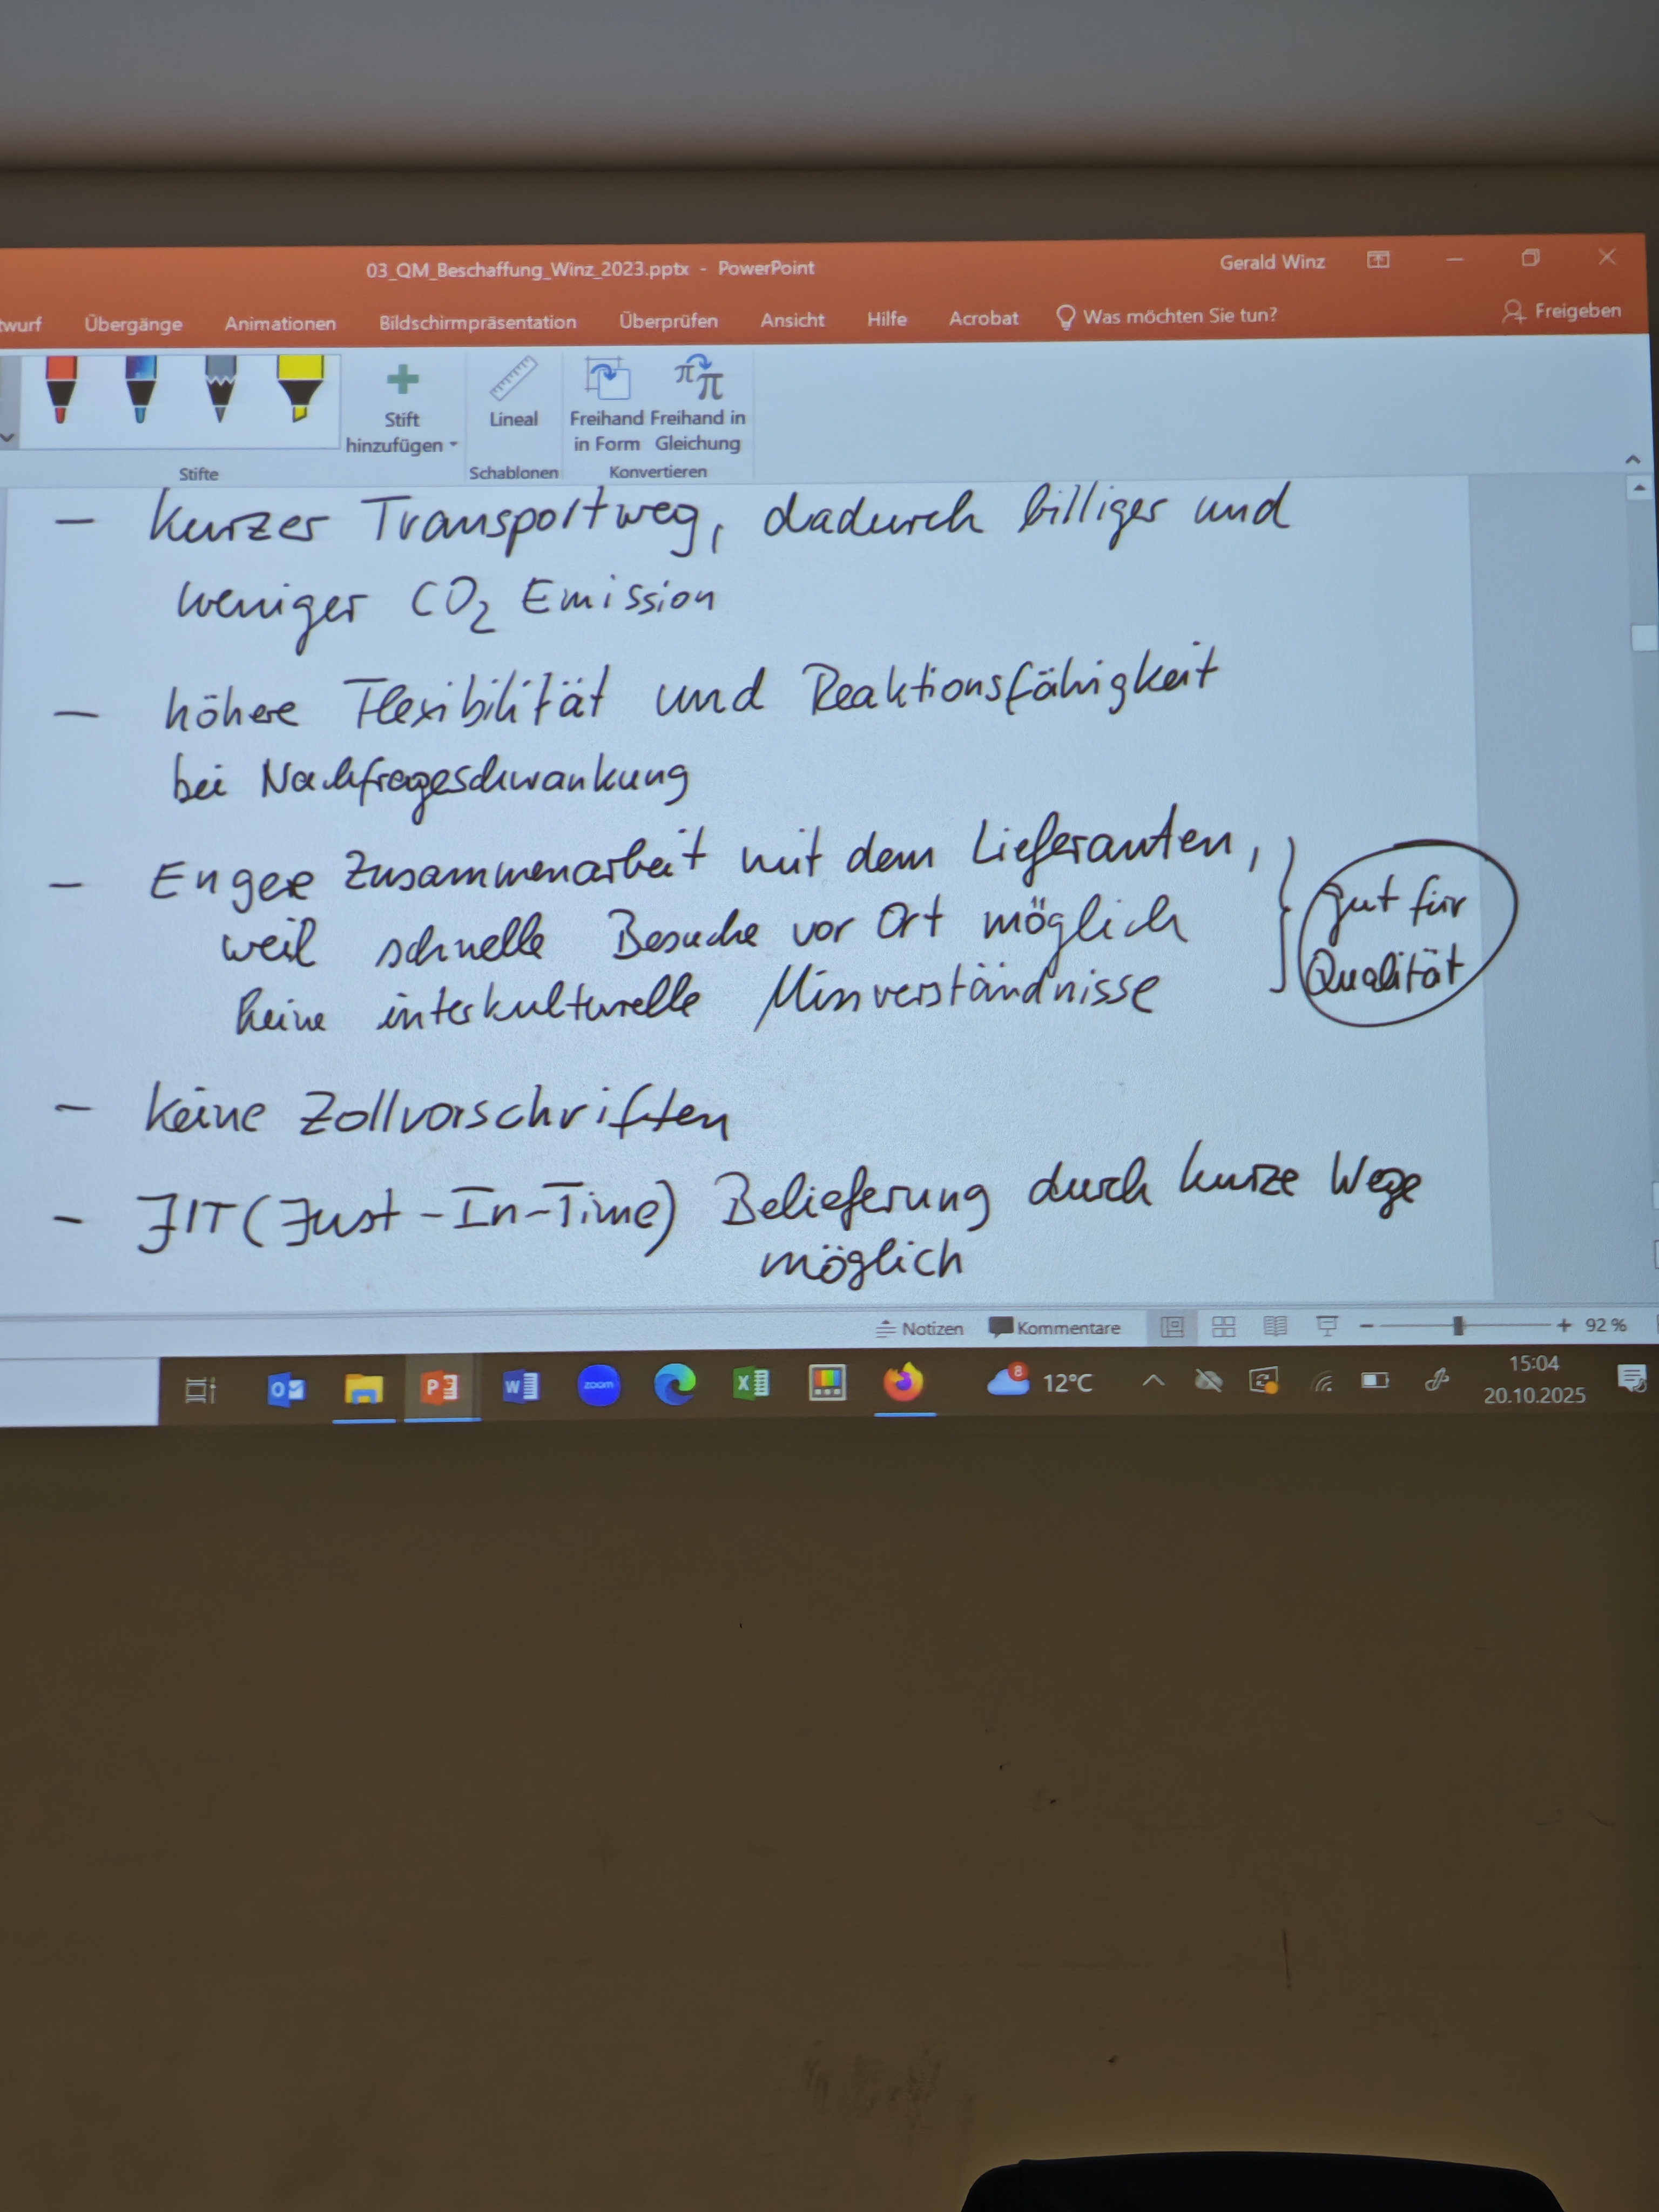 03_QM_Beschaffung_Winz_2023.pptx - PowerPoint
Gerald Winz
twurf Übergänge Animationen Bildschirmpräsentation Überprüfen Ansicht Hilfe Acrobat Was möchten Sie tun? Freigeben
Stift hinzufügen
Lineal
Freihand in Form
Freihand in Gleichung
Stifte
Schablonen
Konvertieren
- kurzer Transportweg, dadurch billiger und
weniger CO2 Emission
- höhere Flexibilität und Reaktionsfähigkeit
bei Nachfrageschwankung
- Engere Zusammenarbeit mit dem Lieferanten,
weil schnelle Besuche vor Ort möglich
keine interkulturelle Missverständnisse
} gut für
Qualität
- keine Zollvorschriften
- JIT (Just-In-Time) Belieferung durch kurze Wege
möglich
Notizen Kommentare 92 %
zoom
8
12°C
15:04
20.10.2025